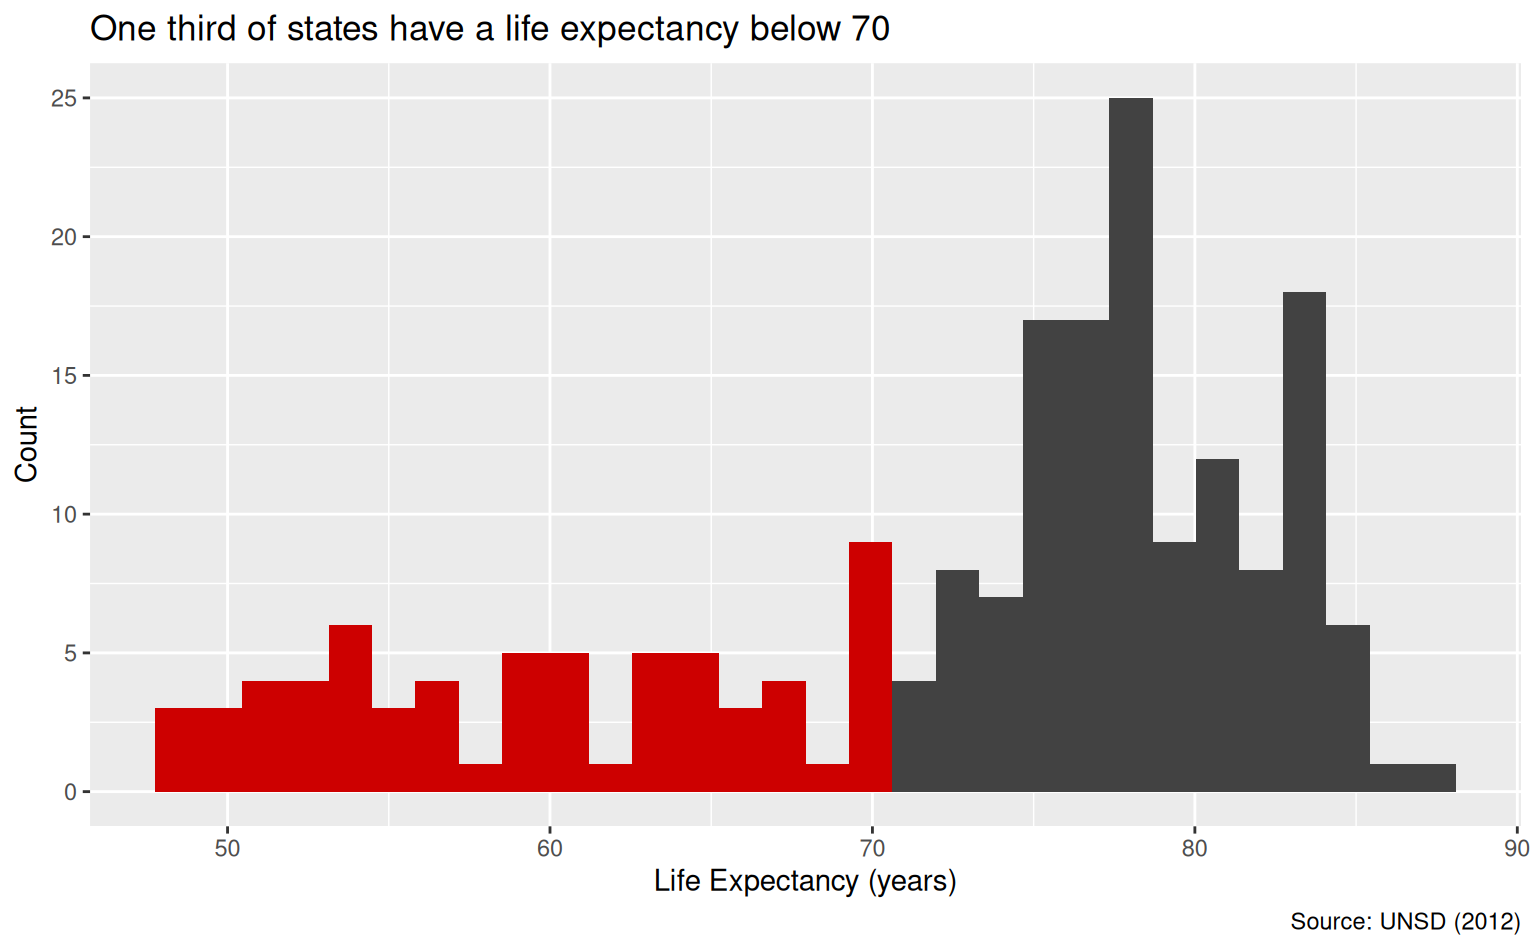 One third of states have a life expectancy below 70
25
20
15
10
5
0
Count
50 60 70 80 90
Life Expectancy (years)
Source: UNSD (2012)